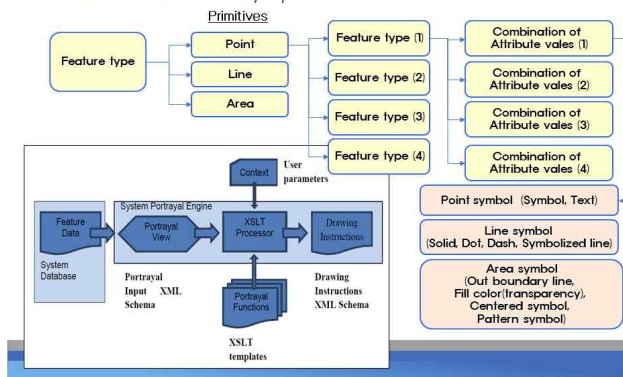 Primitives
Feature type
Point
Line
Area
Feature type (1)
Feature type (2)
Feature type (3)
Feature type (4)
Combination of
Attribute vales (1)
Combination of
Attribute vales (2)
Combination of
Attribute vales (3)
Combination of
Attribute vales (4)
Point symbol (Symbol, Text)
Line symbol
(Solid, Dot, Dash, Symbolized line)
Area symbol
(Out boundary line,
Fill color(transparency),
Centered symbol,
Pattern symbol)
Context
User
parameters
System Portrayal Engine
Feature
Data
System
Database
Portrayal
View
XSLT
Processor
Drawing
Instructions
Portrayal
Input XML
Schema
Portrayal
Functions
Drawing
Instructions
XML Schema
XSLT
templates